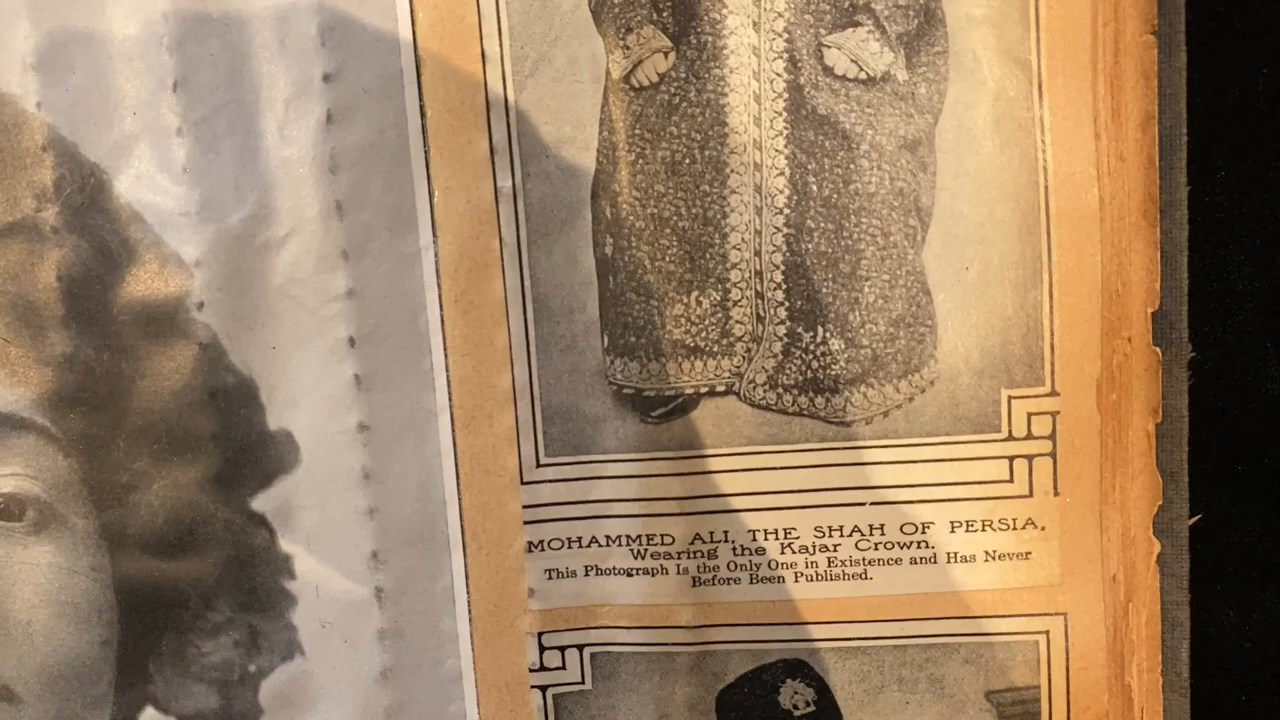 MOHAMMED ALI, THE SHAH OF PERSIA,
Wearing the Kajar Crown.
This Photograph Is the Only One in Existence and Has Never
Before Been Published.